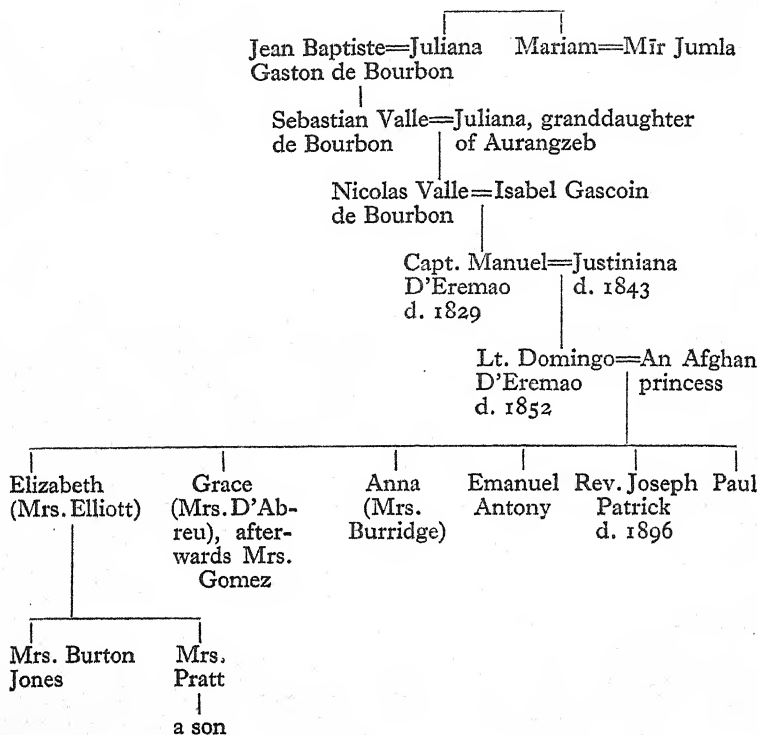 Jean Baptiste=Juliana Mariam=Mīr Jumla
Gaston de Bourbon
Sebastian Valle=Juliana, granddaughter
de Bourbon of Aurangzeb
Nicolas Valle=Isabel Gascoin
de Bourbon
Capt. Manuel=Justiniana
D'Eremao d. 1843
d. 1829
Lt. Domingo=An Afghan
D'Eremao princess
d. 1852
Elizabeth Grace Anna Emanuel Rev. Joseph Paul
(Mrs. Elliott) (Mrs. D'Ab- (Mrs. Antony Patrick
reu), after- Burridge) d. 1896
wards Mrs.
Gomez
Mrs. Burton Mrs.
Jones Pratt
a son